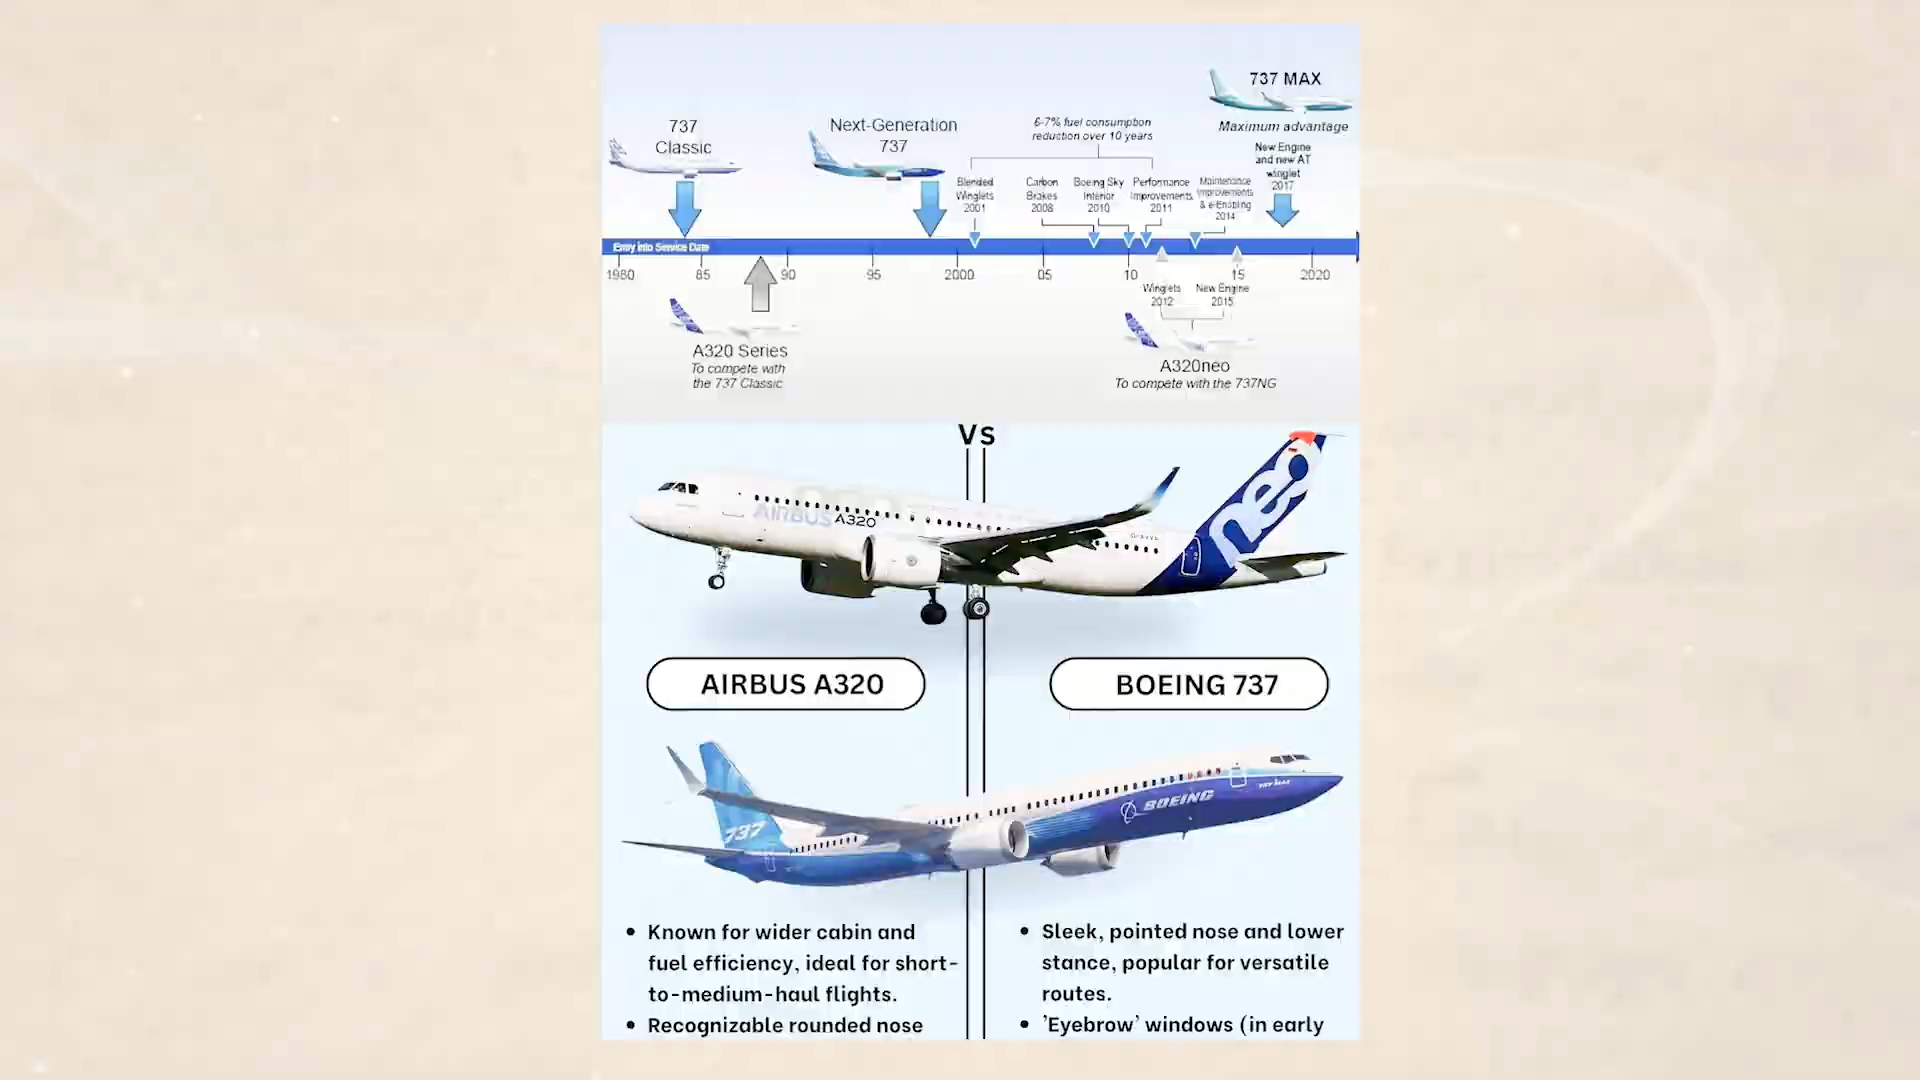 737 MAX
Maximum advantage
737
Classic
Next-Generation
737
6-7% fuel consumption
reduction over 10 years
New Engine
and new AT
winglet
2017
Blended
Winglets
2001
Carbon
Brakes
2008
Boeing Sky
Interior
2010
Performance
Improvements
2011
Maintenance
Improvements
& e-Enabling
2014
Entry into Service Date
1980 85 90 95 2000 05 10 15 2020
Winglets
2012
New Engine
2015
A320 Series
To compete with
the 737 Classic
A320neo
To compete with the 737NG
Vs
neo
AIRBUS A320
AIRBUS A320
BOEING 737
BOEING
737 MAX
737
• Known for wider cabin and
fuel efficiency, ideal for short-
to-medium-haul flights.
• Recognizable rounded nose
• Sleek, pointed nose and lower
stance, popular for versatile
routes.
• 'Eyebrow' windows (in early